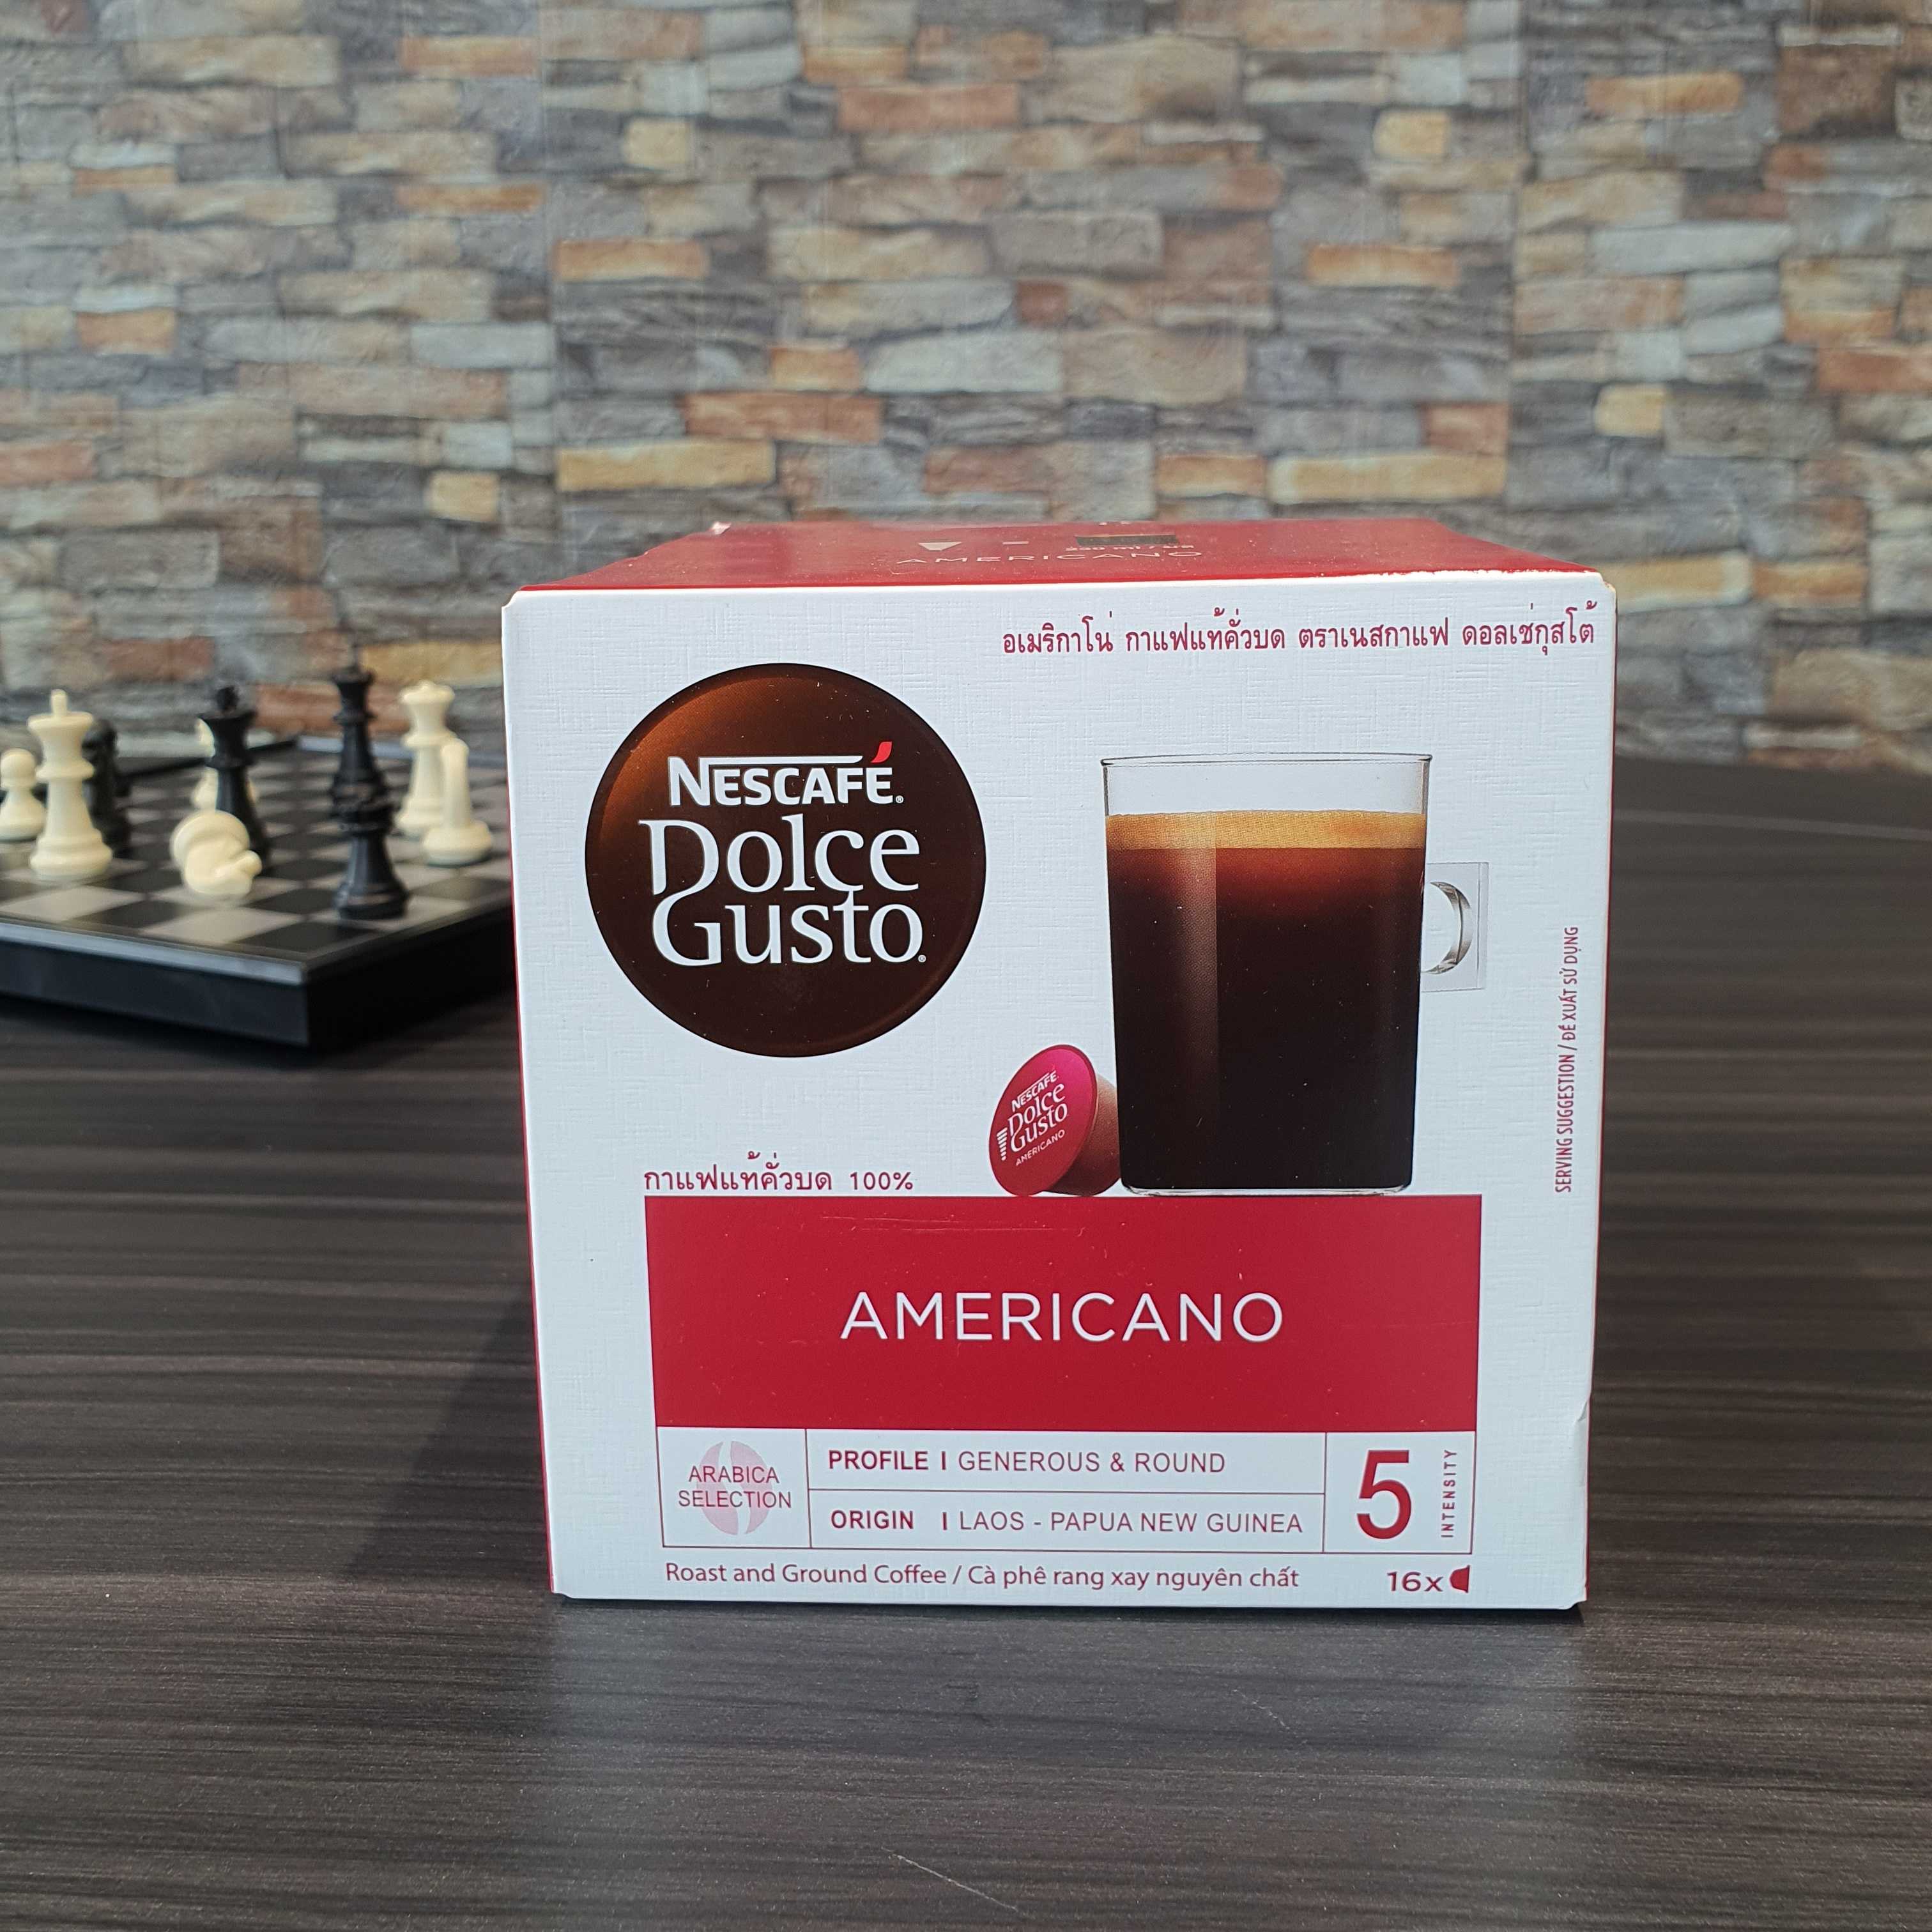 AMERICANO
อเมริกาโน่ กาแฟแท้คั่วบด ตราเนสกาแฟ ดอลเช่กุสโต้
NESCAFÉ®
Dolce
Gusto®
NESCAFÉ
Dolce
Gusto
AMERICANO
SERVING SUGGESTION / ĐỀ XUẤT SỬ DỤNG
กาแฟแท้คั่วบด 100%
AMERICANO
ARABICA
SELECTION
PROFILE I GENEROUS & ROUND
ORIGIN I LAOS - PAPUA NEW GUINEA
5
INTENSITY
Roast and Ground Coffee / Cà phê rang xay nguyên chất
16x